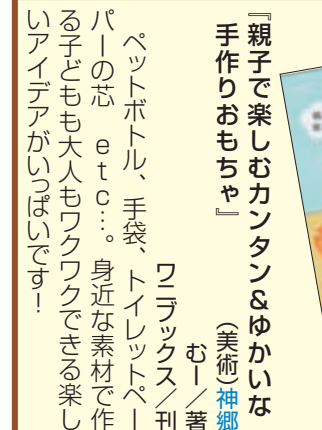 『親子で楽しむカンタン&ゆかいな
手作りおもちゃ』
(美術)神郷
むー/著
ワニブックス/刊
ペットボトル、手袋、トイレットペー
パーの芯 etc…。身近な素材で作
る子どもも大人もワクワクできる楽し
いアイデアがいっぱいです!